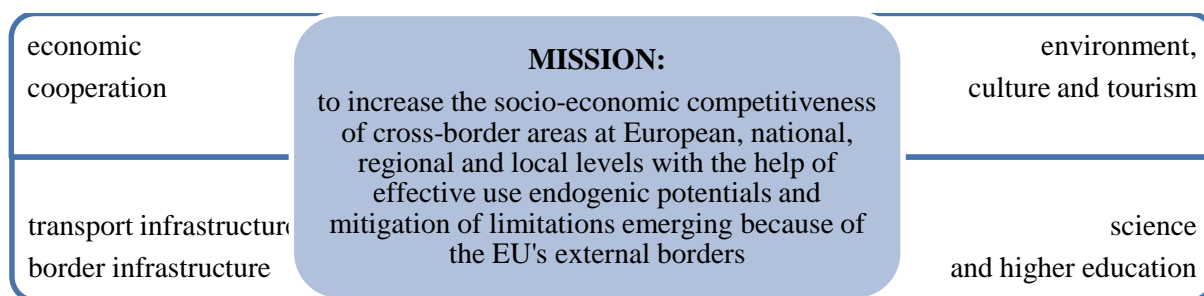 economic
cooperation
MISSION:
to increase the socio-economic competitiveness
of cross-border areas at European, national,
regional and local levels with the help of
effective use endogenic potentials and
mitigation of limitations emerging because of
the EU's external borders
environment,
culture and tourism
transport infrastructure
border infrastructure
science
and higher education